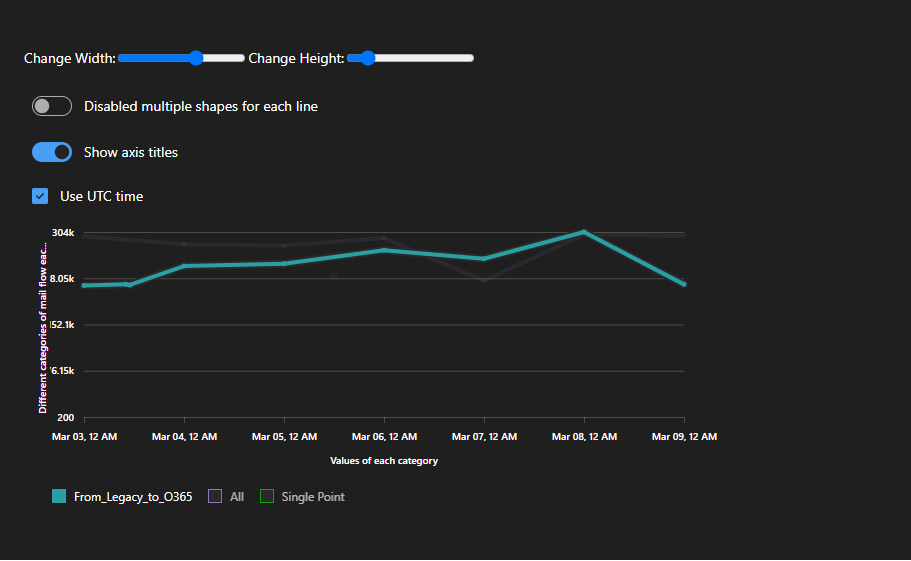 Change Width: Change Height:
Disabled multiple shapes for each line
Show axis titles
Use UTC time
304k
8.05k
52.1k
6.15k
200
Different categories of mail flow eac...
Mar 03, 12 AM Mar 04, 12 AM Mar 05, 12 AM Mar 06, 12 AM Mar 07, 12 AM Mar 08, 12 AM Mar 09, 12 AM
Values of each category
From_Legacy_to_O365 All Single Point